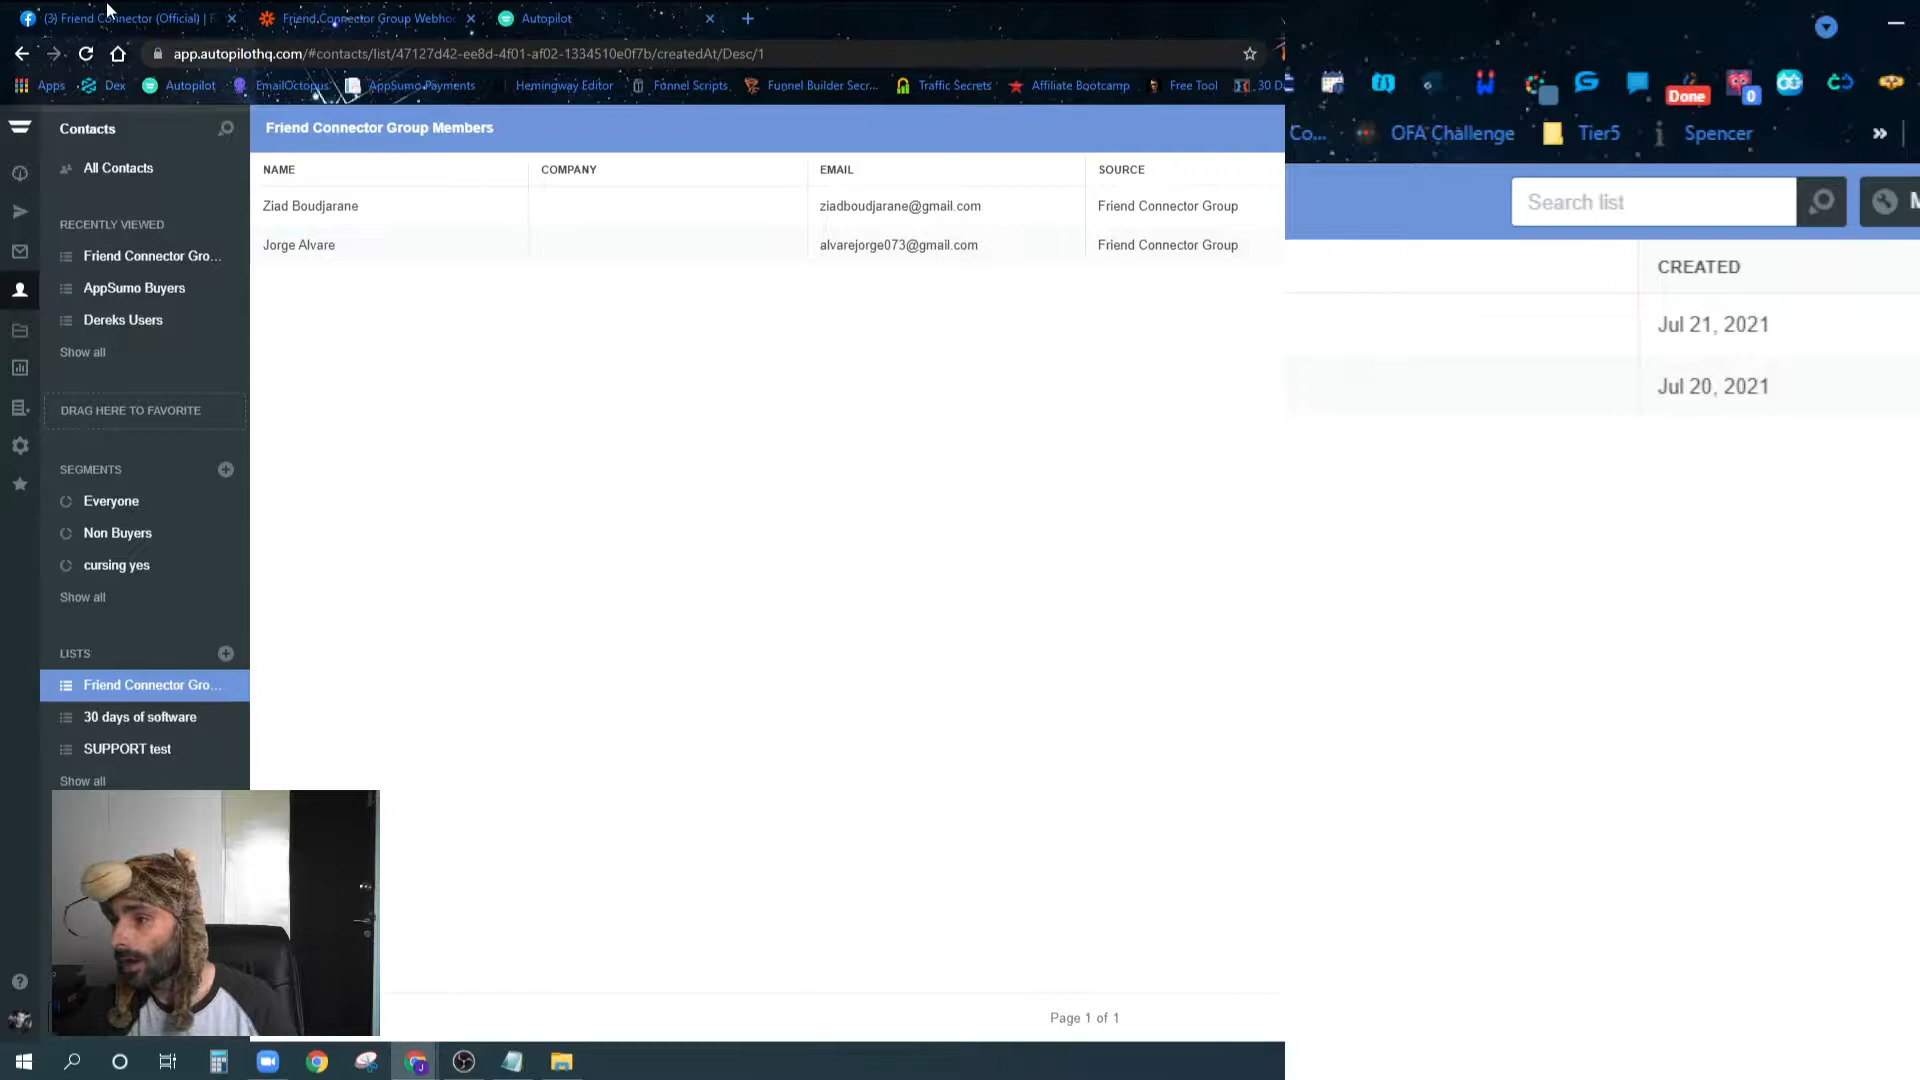 (3) Friend Connector (Official) |
Friend Connector Group Webho
Autopilot
app.autopilothq.com/#contacts/list/47127d42-ee8d-4f01-af02-1334510e0f7b/createdAt/Desc/1
Apps
Dex
Autopilot
EmailOctopus
AppSumo Payments
Hemingway Editor
Funnel Scripts
Funnel Builder Secr...
Traffic Secrets
Affiliate Bootcamp
Free Tool
30 D
Done
0
Co...
OFA Challenge
Tier5
Spencer
»
Contacts
All Contacts
RECENTLY VIEWED
Friend Connector Gro...
AppSumo Buyers
Dereks Users
Show all
DRAG HERE TO FAVORITE
SEGMENTS
Everyone
Non Buyers
cursing yes
Show all
LISTS
Friend Connector Gro...
30 days of software
SUPPORT test
Show all
Friend Connector Group Members
Search list
NAME COMPANY EMAIL SOURCE
Ziad Boudjarane ziadboudjarane@gmail.com Friend Connector Group
Jorge Alvare alvarejorge073@gmail.com Friend Connector Group
CREATED
Jul 21, 2021
Jul 20, 2021
Page 1 of 1